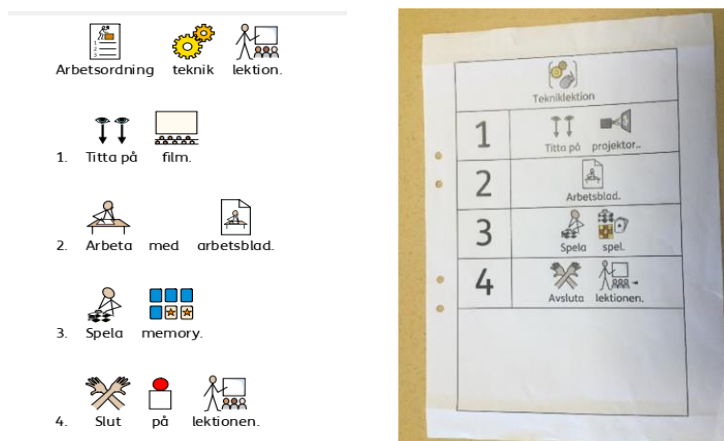 Arbetsordning teknik lektion.
1. Titta på film.
2. Arbeta med arbetsblad.
3. Spela memory.
4. Slut på lektionen.
Tekniklektion
1 Titta på projektor..
2 Arbetsblad.
3 Spela spel.
4 Avsluta lektionen.